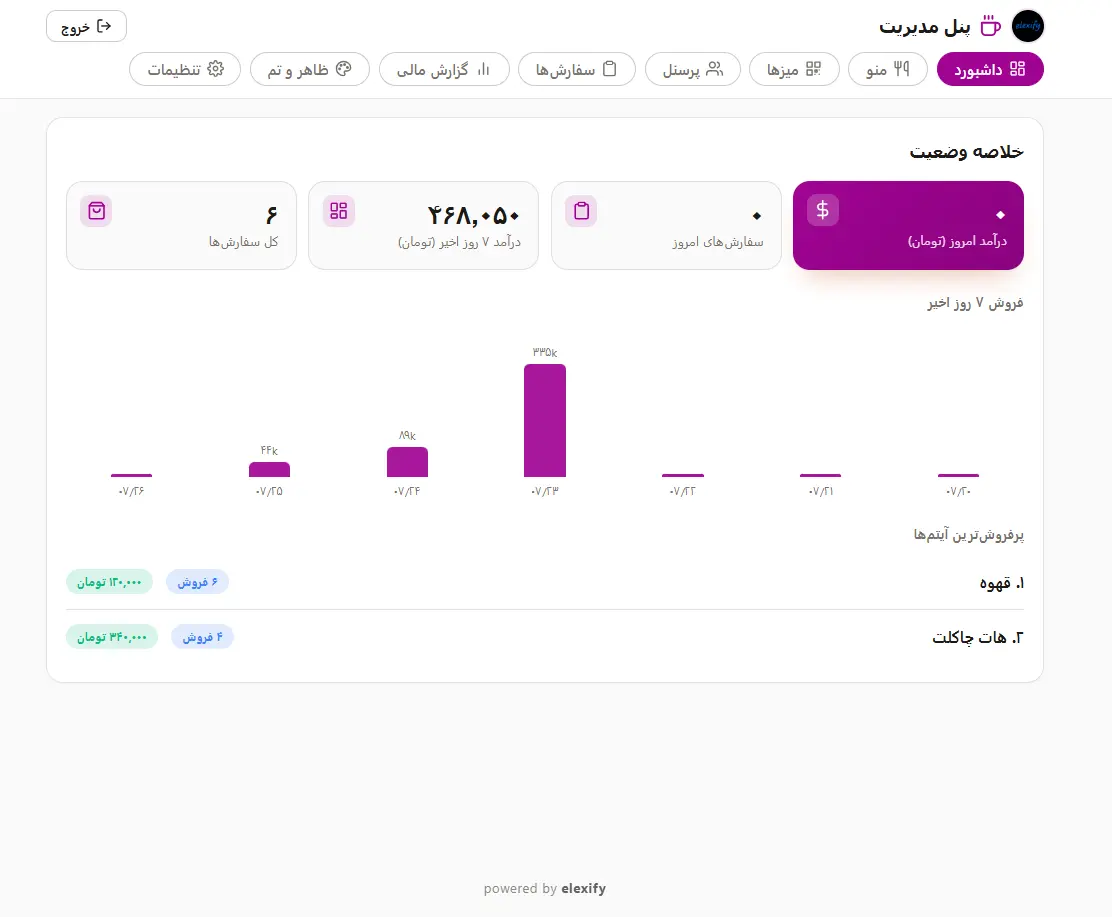 elexify
پنل مدیریت
خروج
داشبورد
منو
میزها
پرسنل
سفارش‌ها
گزارش مالی
ظاهر و تم
تنظیمات
خلاصه وضعیت
۰
درآمد امروز (تومان)
۰
سفارش‌های امروز
۴۶۸,۰۵۰
درآمد ۷ روز اخیر (تومان)
۶
کل سفارش‌ها
فروش ۷ روز اخیر
۳۳۵k
۸۹k
۴۴k
۰۷/۲۰
۰۷/۲۱
۰۷/۲۲
۰۷/۲۳
۰۷/۲۴
۰۷/۲۵
۰۷/۲۶
پرفروش‌ترین آیتم‌ها
۱. قهوه
۶ فروش
۱۲۰,۰۰۰ تومان
۲. هات چاکلت
۴ فروش
۳۴۰,۰۰۰ تومان
powered by elexify